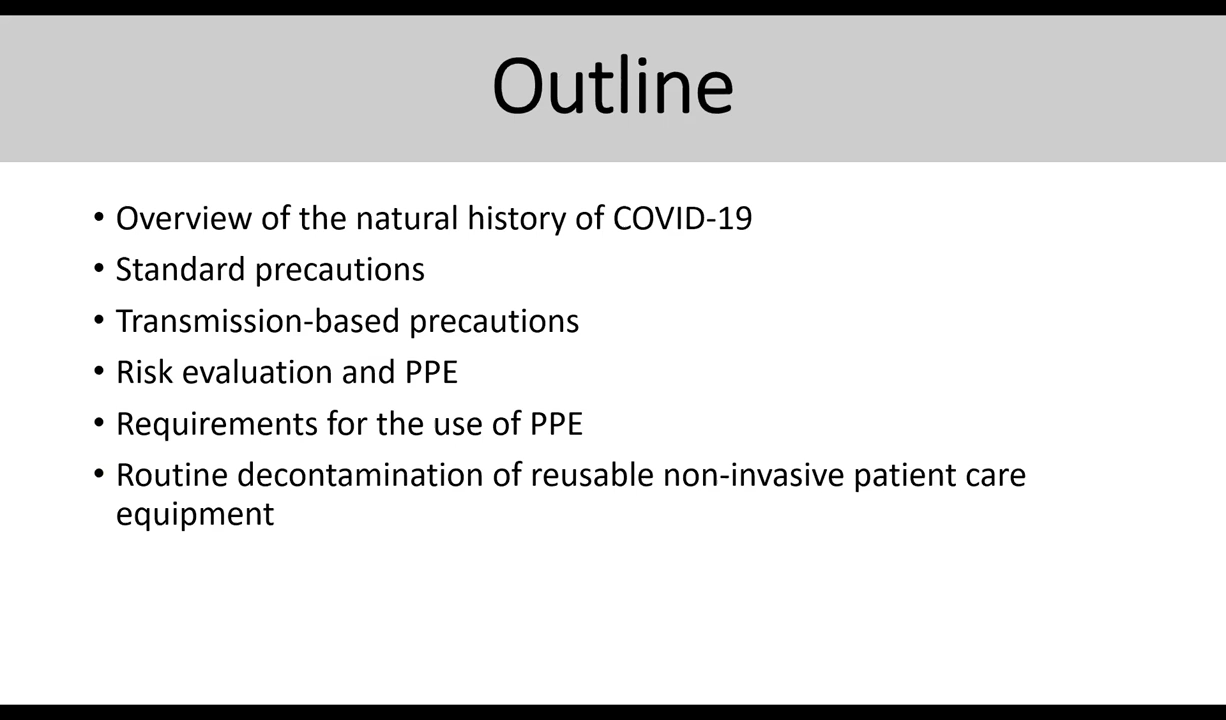 Outline
• Overview of the natural history of COVID-19
• Standard precautions
• Transmission-based precautions
• Risk evaluation and PPE
• Requirements for the use of PPE
• Routine decontamination of reusable non-invasive patient care
equipment